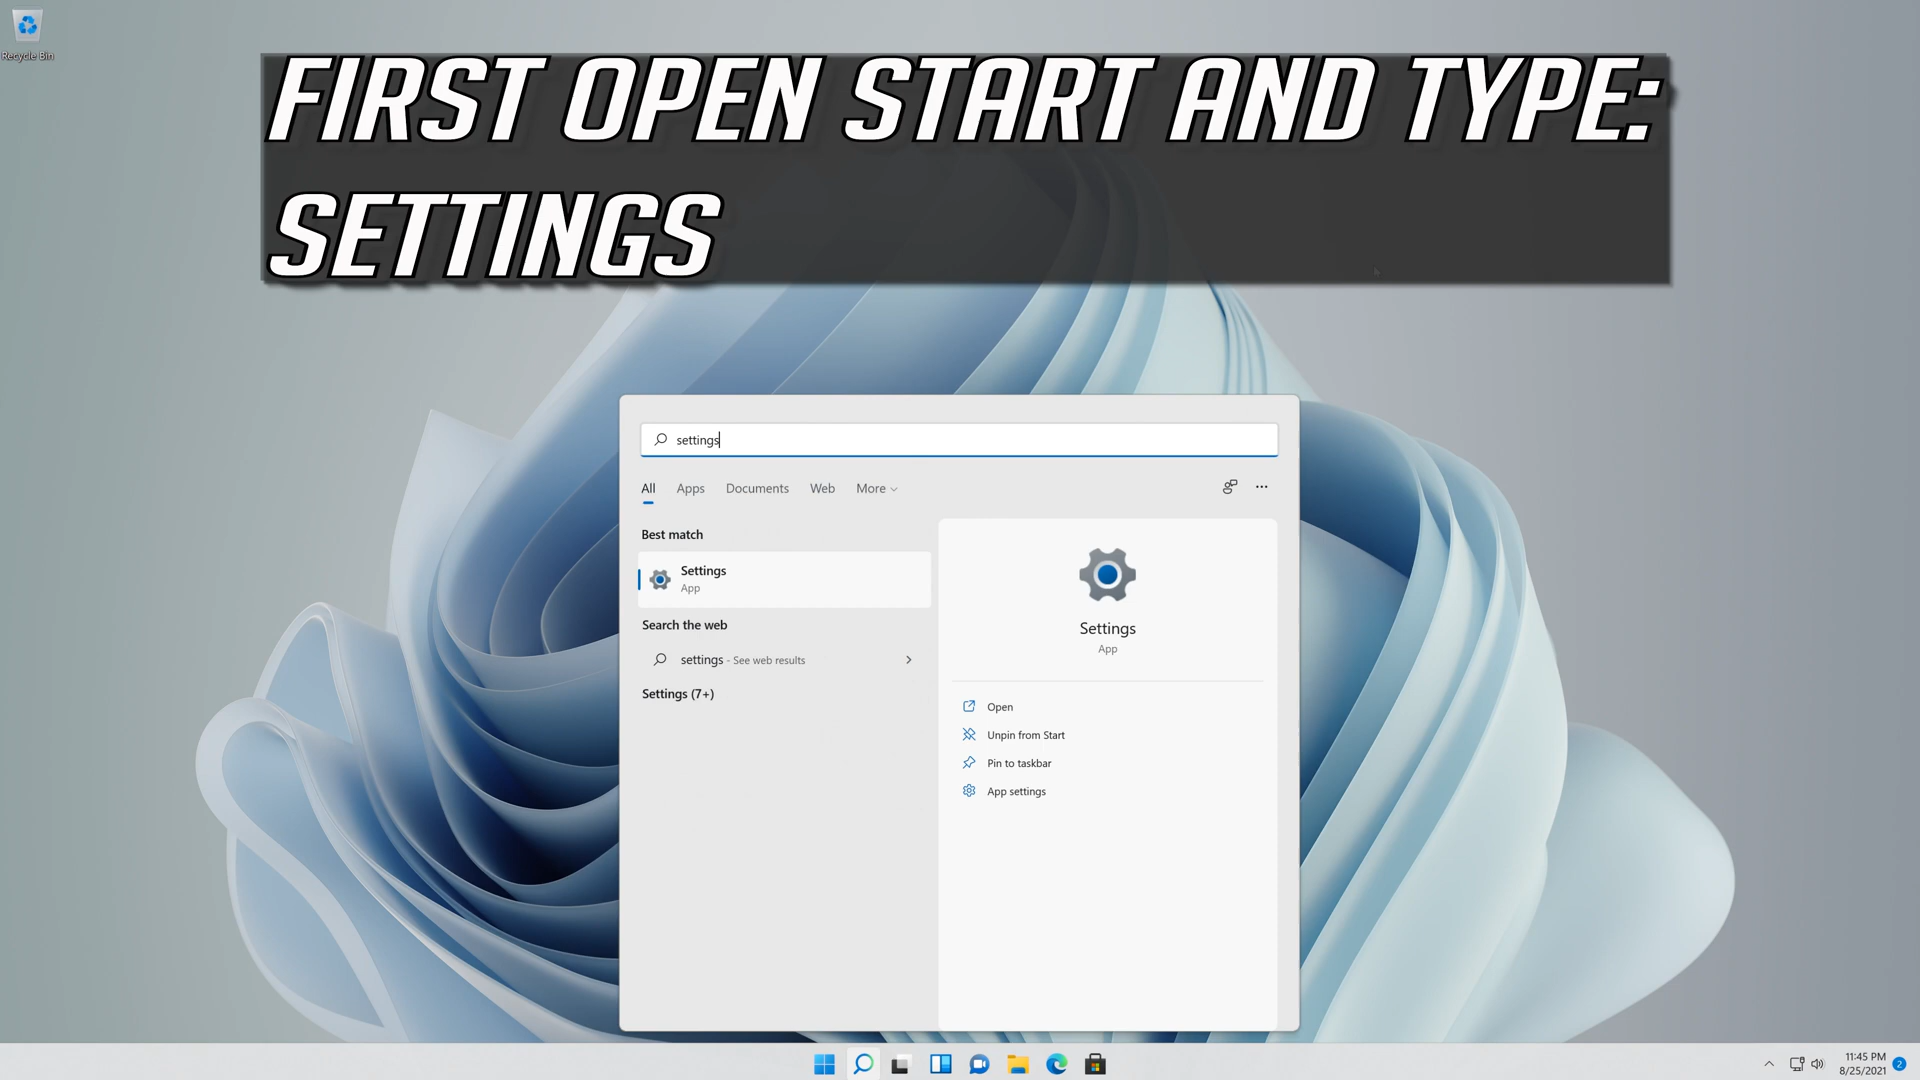 Recycle Bin
FIRST OPEN START AND TYPE:
SETTINGS
settings
All Apps Documents Web More
Best match
Settings
App
Search the web
settings - See web results
Settings (7+)
Settings
App
Open
Unpin from Start
Pin to taskbar
App settings
11:45 PM
8/25/2021
2